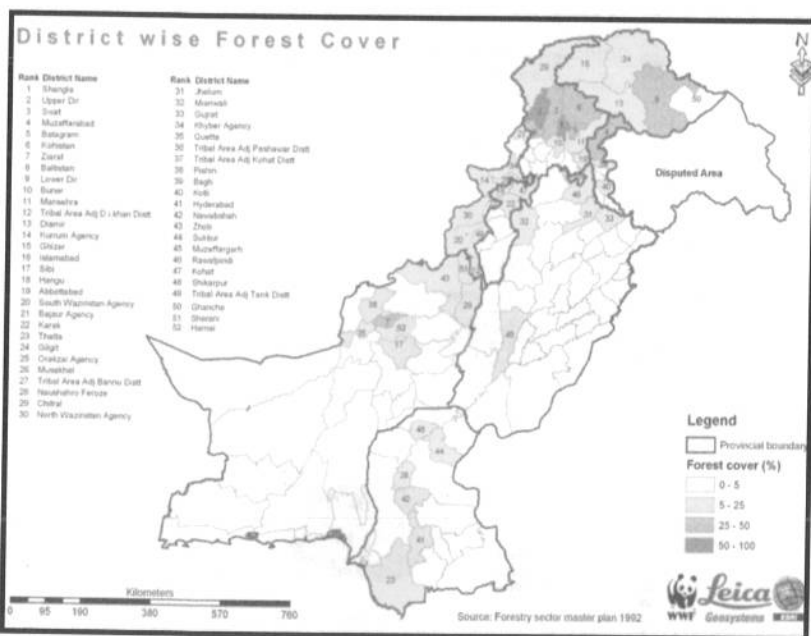 District wise Forest Cover
N
Rank District Name
1 Shangla
2 Upper Dir
3 Swat
4 Muzaffarabad
5 Batagram
6 Kohistan
7 Ziarat
8 Baltistan
9 Lower Dir
10 Buner
11 Mansehra
12 Tribal Area Adj D.I.khan Distt
13 Diamir
14 Kurrum Agency
15 Ghizer
16 Islamabad
17 Sibi
18 Hangu
19 Abbottabad
20 South Waziristan Agency
21 Bajaur Agency
22 Karak
23 Thatta
24 Gilgit
25 Orakzai Agency
26 Musakhel
27 Tribal Area Adj Bannu Distt
28 Naushahro Feroze
29 Chitral
30 North Waziristan Agency
Rank District Name
31 Jhelum
32 Mianwali
33 Gujrat
34 Khyber Agency
35 Quetta
36 Tribal Area Adj Peshawar Distt
37 Tribal Area Adj Kohat Distt
38 Pishin
39 Bagh
40 Kotli
41 Hyderabad
42 Nawabshah
43 Zhob
44 Sukkur
45 Muzaffargarh
46 Rawalpindi
47 Kohat
48 Shikarpur
49 Tribal Area Adj Tank Distt
50 Ghanche
51 Sherani
52 Harnai
Disputed Area
Legend
Provincial boundary
Forest cover (%)
0 - 5
5 - 25
25 - 50
50 - 100
Kilometers
0 95 190 380 570 760
Source: Forestry sector master plan 1992
WWF
Leica
Geosystems
ESRI